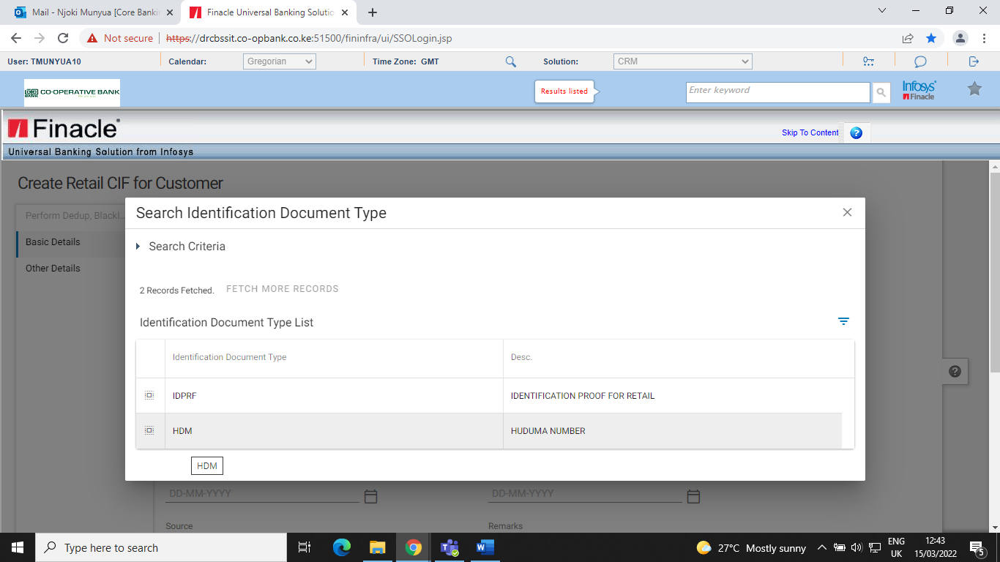 Mail - Njoki Munyua [Core Banki
Finacle Universal Banking Solutio
Not secure
https://drcbssit.co-opbank.co.ke:51500/fininfra/ui/SSOLogin.jsp
User: TMUNYUA10
Calendar:
Gregorian
Time Zone: GMT
Solution:
CRM
CO-OPERATIVE BANK
Results listed
Enter keyword
Infosys
Finacle
Finacle
Skip To Content
Universal Banking Solution from Infosys
Create Retail CIF for Customer
Perform Dedup, Blackl...
Basic Details
Other Details
Search Identification Document Type
Search Criteria
2 Records Fetched. FETCH MORE RECORDS
Identification Document Type List
Identification Document Type Desc.
IDPRF IDENTIFICATION PROOF FOR RETAIL
HDM HUDUMA NUMBER
HDM
DD-MM-YYYY DD-MM-YYYY
Source Remarks
Type here to search
27°C Mostly sunny
ENG
UK
12:43
15/03/2022
5